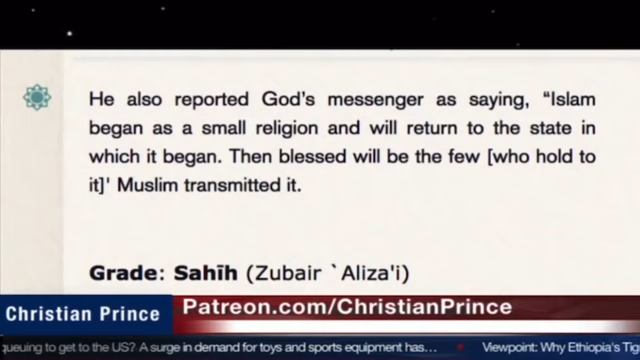 He also reported God's messenger as saying, "Islam
began as a small religion and will return to the state in
which it began. Then blessed will be the few [who hold to
it]' Muslim transmitted it.
Grade: Sahīh (Zubair `Aliza'i)
Christian Prince
Patreon.com/ChristianPrince
queuing to get to the US? A surge in demand for toys and sports equipment has... Viewpoint: Why Ethiopia's Tig